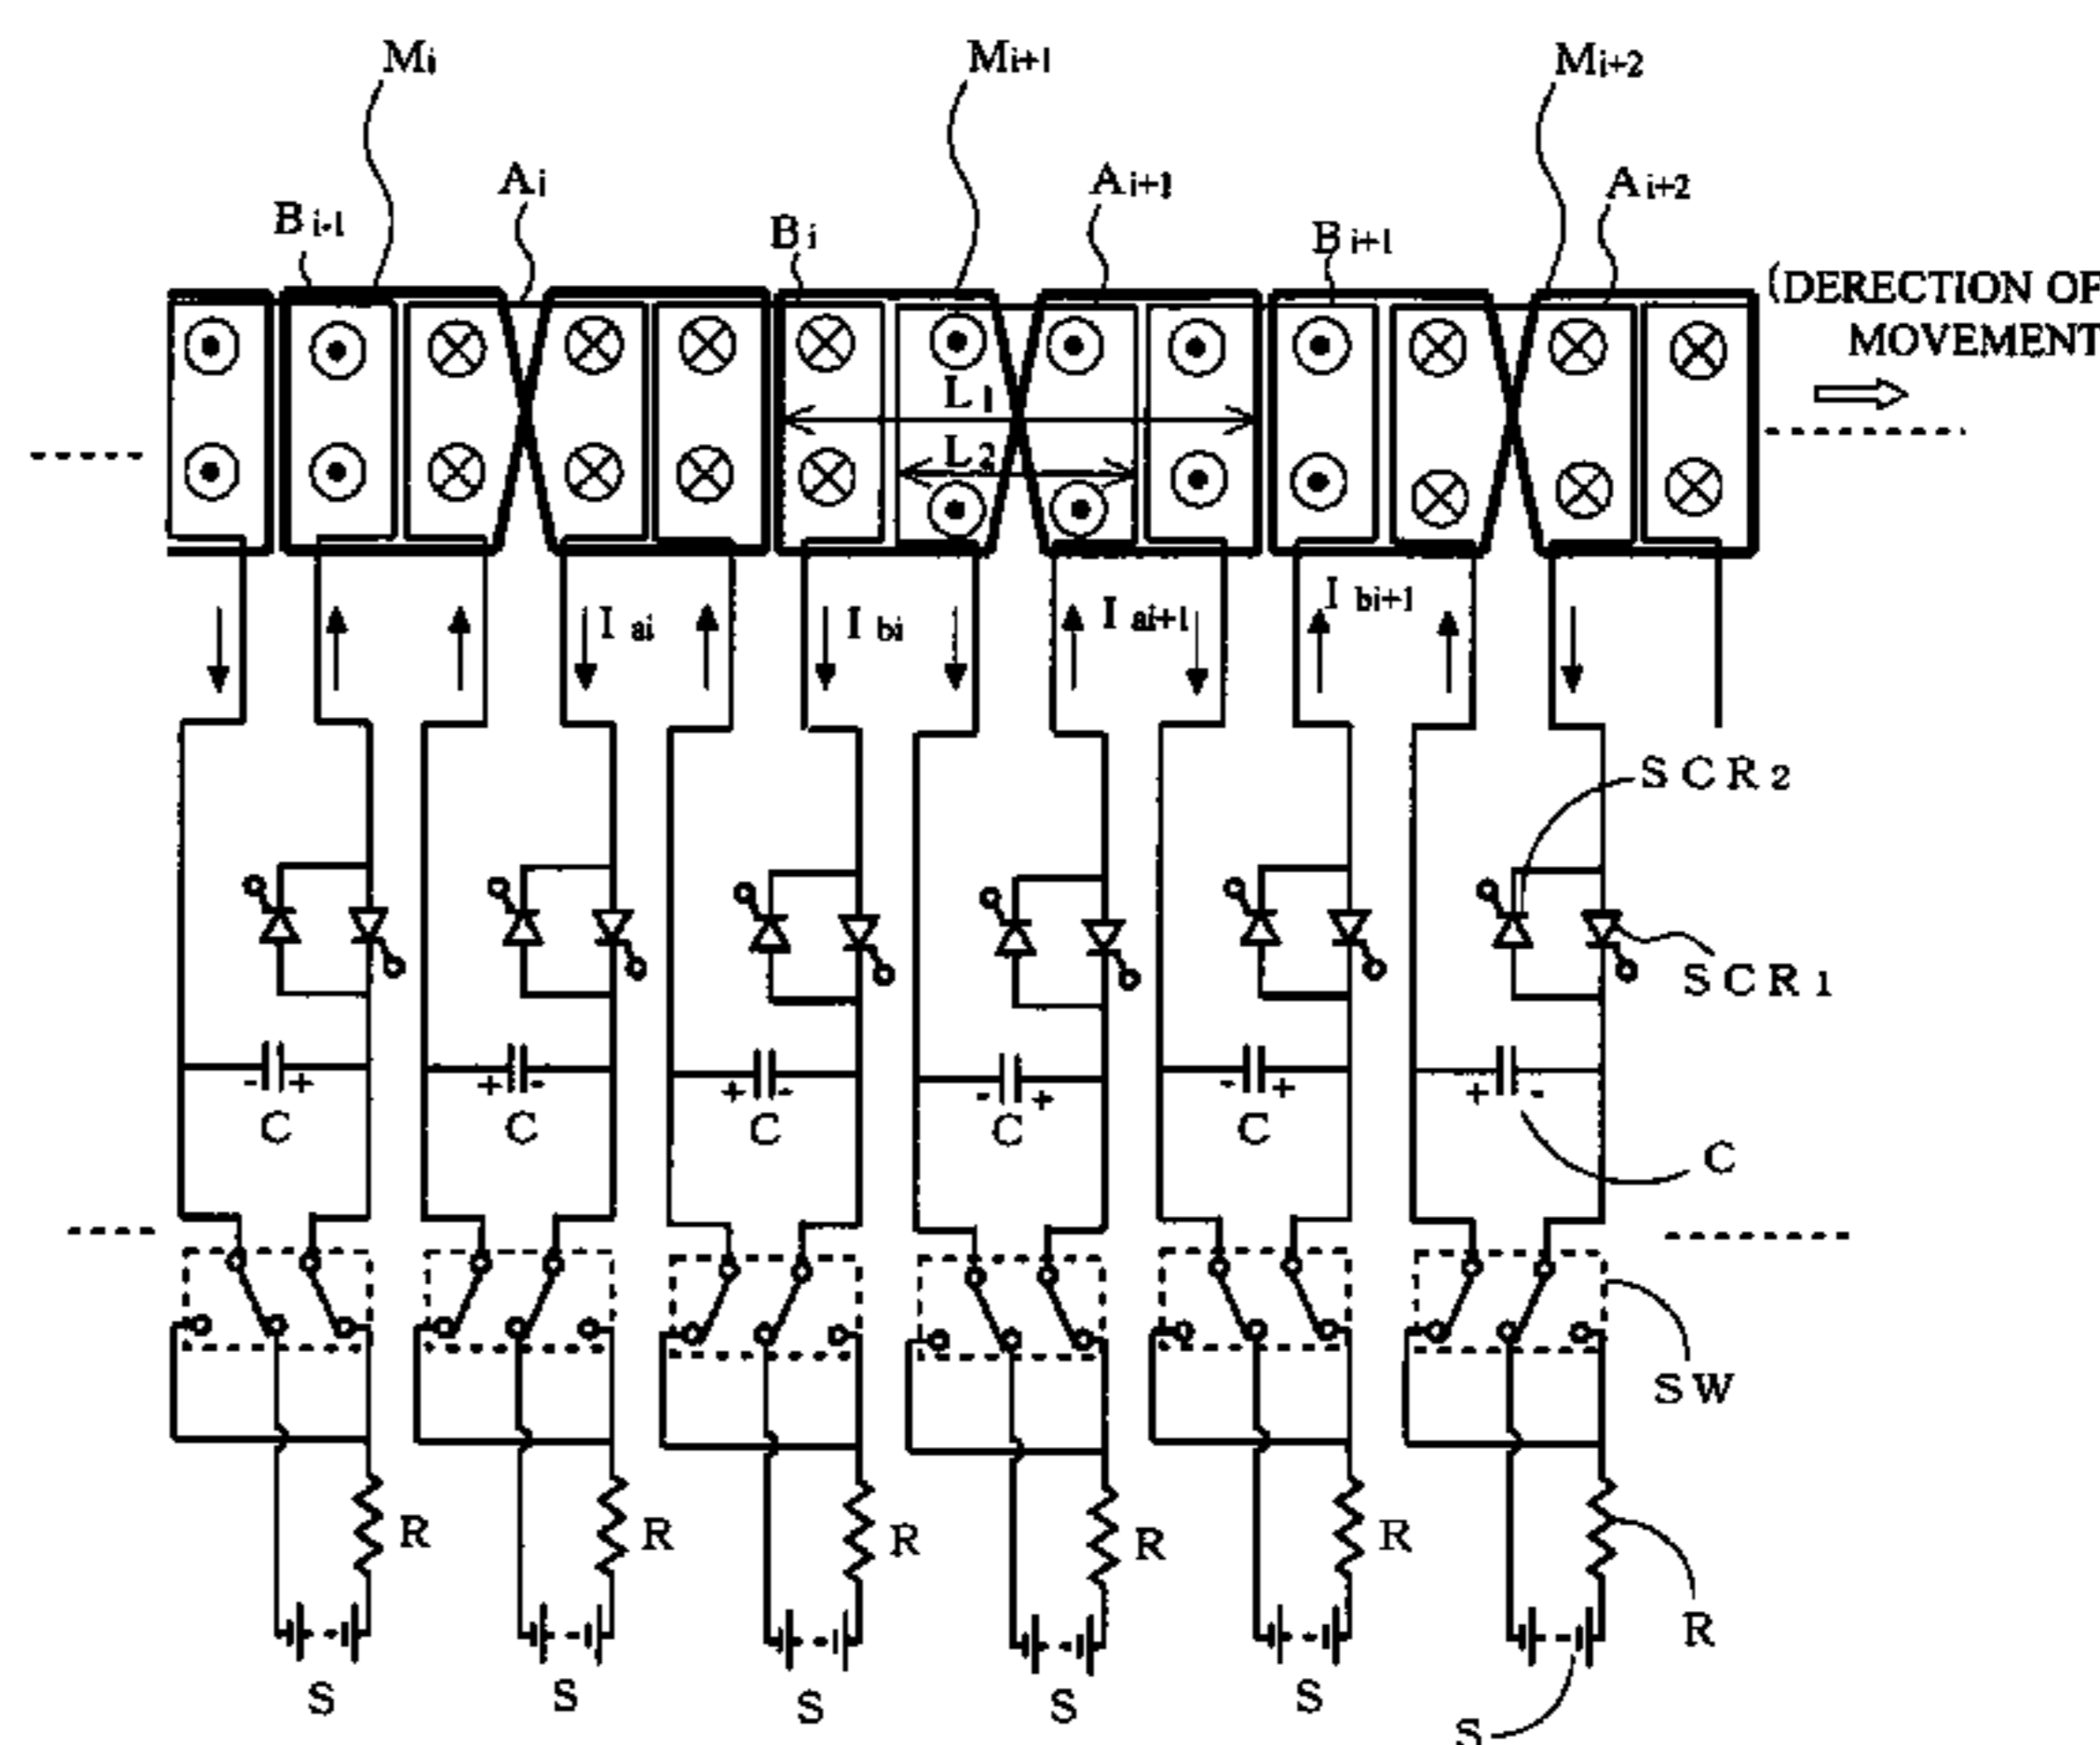 Mi Mi+1 Mi+2
Ai Ai+1 Ai+2
Bi-1 Bi Bi+1
(DERECTION OF
MOVEMENT
L1
L2
I ai I bi I ai+1 I bi+1
SCR2
SCR1
- + + - + - - + - + + -
C C C C C
C
SW
R R R R R
R
S S S S S
S